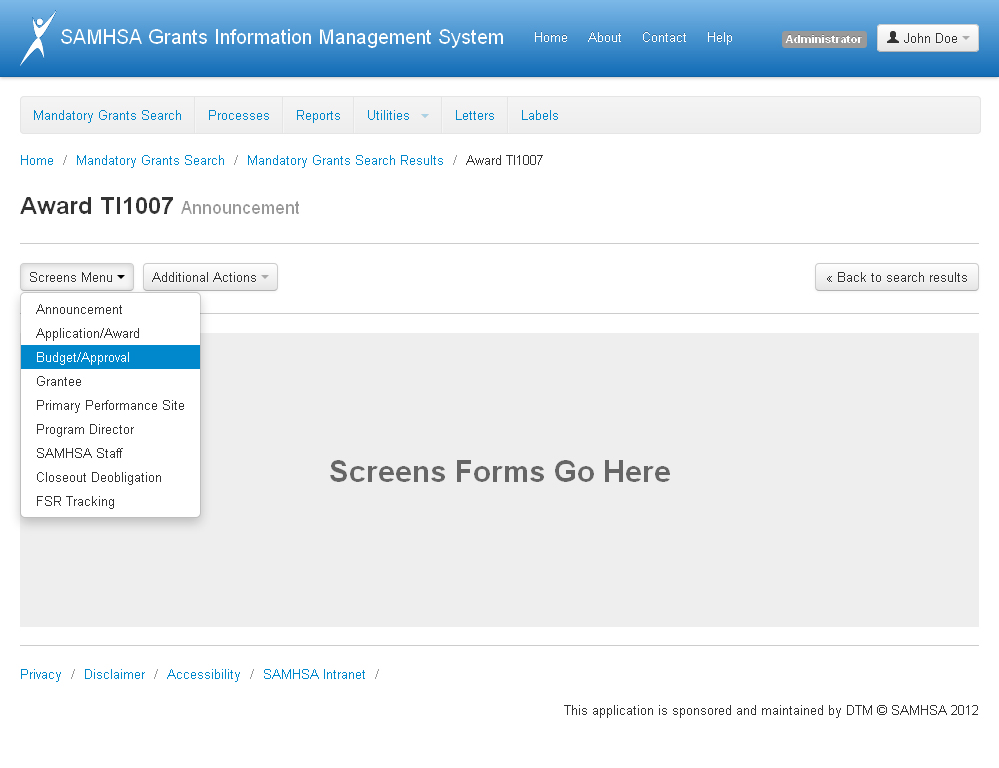 SAMHSA Grants Information Management System Home About Contact Help Administrator John Doe
Mandatory Grants Search Processes Reports Utilities Letters Labels
Home / Mandatory Grants Search / Mandatory Grants Search Results / Award TI1007
Award TI1007 Announcement
Screens Menu Additional Actions « Back to search results
Announcement
Application/Award
Budget/Approval
Grantee
Primary Performance Site
Program Director
SAMHSA Staff
Closeout Deobligation
FSR Tracking
Screens Forms Go Here
Privacy / Disclaimer / Accessibility / SAMHSA Intranet /
This application is sponsored and maintained by DTM © SAMHSA 2012